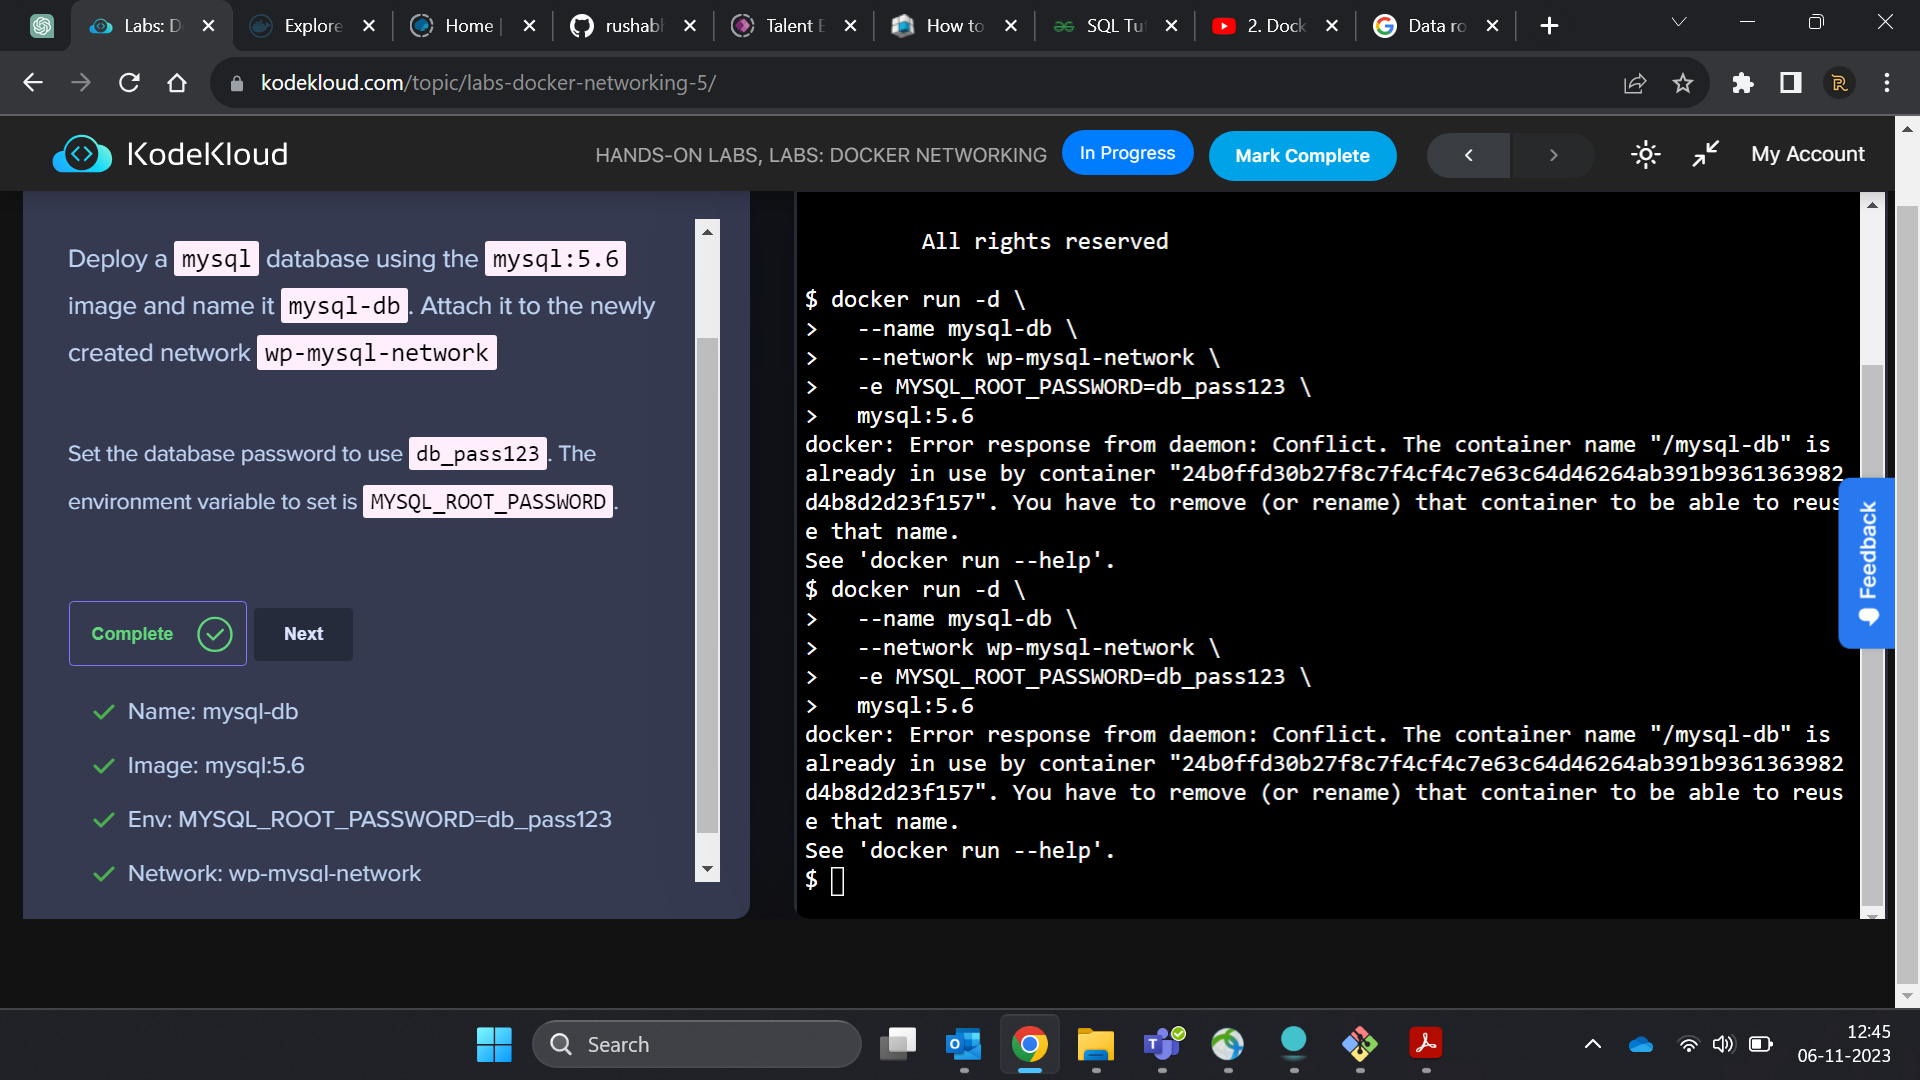 Labs: D
Explore
Home |
rushabh
Talent E
How to
SQL Tu
2. Dock
Data ro
kodekloud.com/topic/labs-docker-networking-5/
KodeKloud
HANDS-ON LABS, LABS: DOCKER NETWORKING
In Progress
Mark Complete
My Account
Deploy a mysql database using the mysql:5.6
image and name it mysql-db. Attach it to the newly
created network wp-mysql-network
Set the database password to use db_pass123. The
environment variable to set is MYSQL_ROOT_PASSWORD.
Complete
Next
Name: mysql-db
Image: mysql:5.6
Env: MYSQL_ROOT_PASSWORD=db_pass123
Network: wp-mysql-network
All rights reserved
$ docker run -d \
>   --name mysql-db \
>   --network wp-mysql-network \
>   -e MYSQL_ROOT_PASSWORD=db_pass123 \
>   mysql:5.6
docker: Error response from daemon: Conflict. The container name "/mysql-db" is
already in use by container "24b0ffd30b27f8c7f4cf4c7e63c64d46264ab391b9361363982
d4b8d2d23f157". You have to remove (or rename) that container to be able to reus
e that name.
See 'docker run --help'.
$ docker run -d \
>   --name mysql-db \
>   --network wp-mysql-network \
>   -e MYSQL_ROOT_PASSWORD=db_pass123 \
>   mysql:5.6
docker: Error response from daemon: Conflict. The container name "/mysql-db" is
already in use by container "24b0ffd30b27f8c7f4cf4c7e63c64d46264ab391b9361363982
d4b8d2d23f157". You have to remove (or rename) that container to be able to reus
e that name.
See 'docker run --help'.
$
Feedback
Search
12:45
06-11-2023